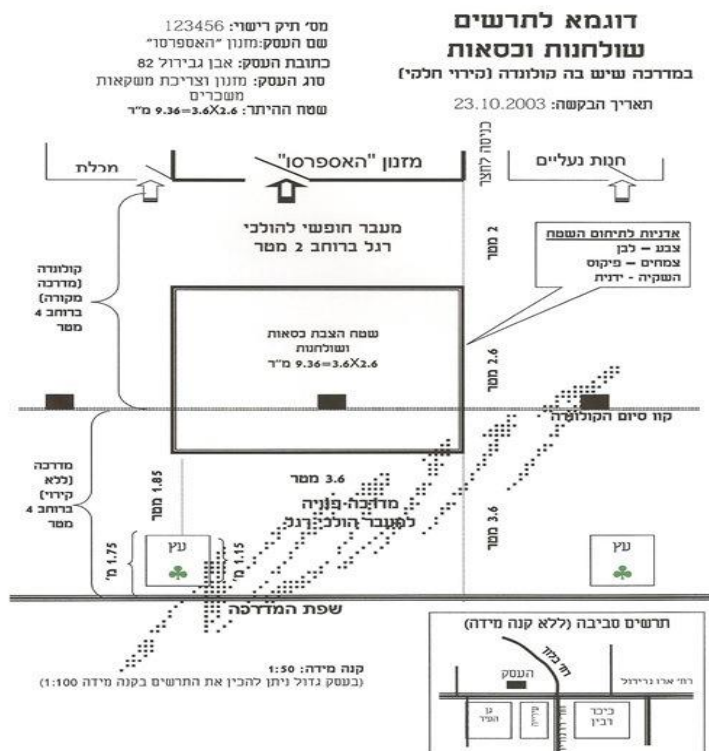 דוגמא לתרשים
שולחנות וכסאות
במדרכה שיש בה קולונדה (קירוי חלקי)
תאריך הבקשה: 23.10.2003
מס׳ תיק רישוי: 123456
שם העסק:מזנון "האספרסו"
כתובת העסק: אבן גבירול 82
סוג העסק: מזנון וצריכת משקאות
משכרים
שטח ההיתר: 9.36=3.6X2.6 מ"ר
כניסה לחצר
חנות נעליים
מזנון "האספרסו"
מכלת
מעבר חופשי להולכי
רגל ברוחב 2 מטר
2 מטר
אדניות לתיחום השטח
צבע – לבן
צמחים – פיקוס
השקיה - ידנית
קולונדה
(מדרכה
מקורה)
ברוחב 4
מטר
שטח הצבת כסאות
ושולחנות
9.36=3.6X2.6 מ"ר
2.6 מטר
קוו סיום הקולונדה
מדרכה
(ללא
קירוי)
ברוחב 4
מטר
1.85 מטר
3.6 מטר
מדרכה פנויה
למעבר הולכי רגל
3.6 מטר
1.75 מ'
עץ
1.15 מ'
עץ
שפת המדרכה
קנה מידה: 1:50
(בעסק גדול ניתן להכין את התרשים בקנה מידה 1:100)
תרשים סביבה (ללא קנה מידה)
העסק
גן
העיר
עירייה
כיכר
רבין